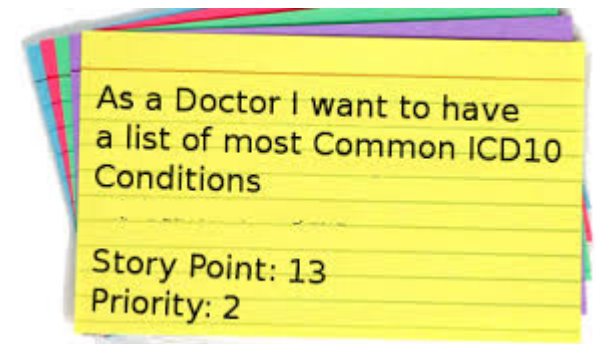 As a Doctor I want to have
a list of most Common ICD10
Conditions
Story Point: 13
Priority: 2